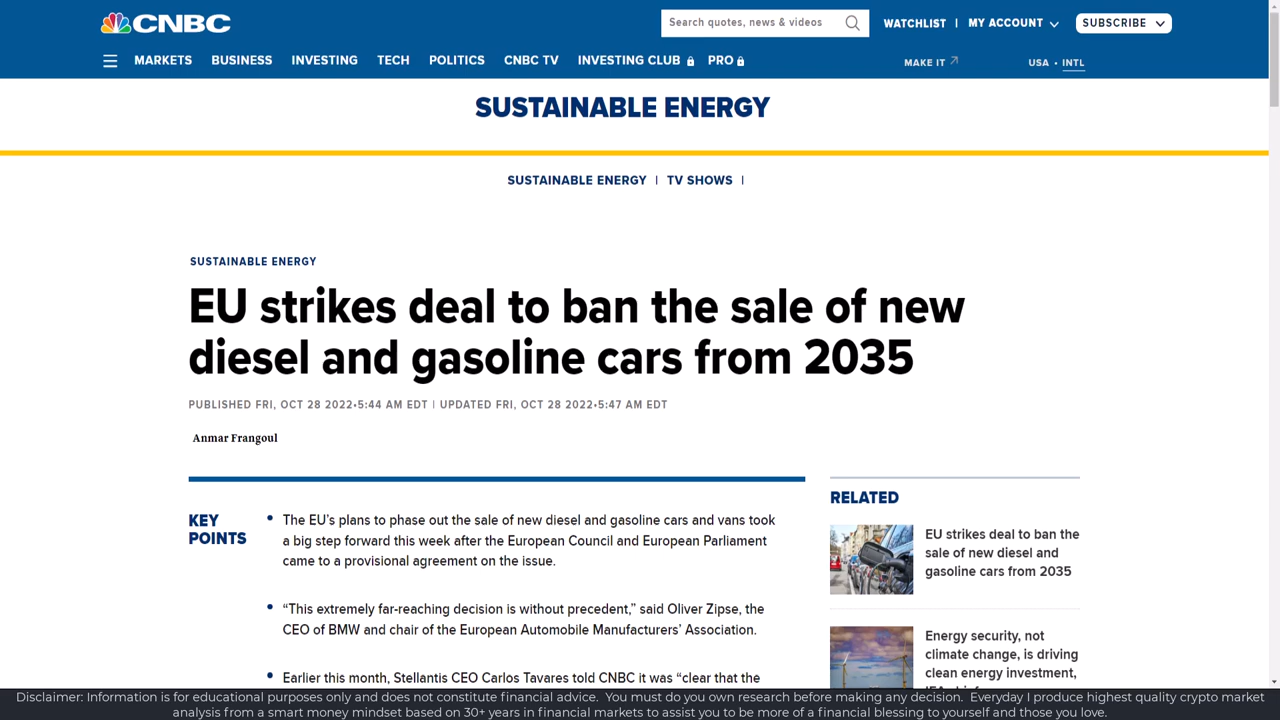 CNBC
Search quotes, news & videos
WATCHLIST |
MY ACCOUNT
SUBSCRIBE
MARKETS
BUSINESS
INVESTING
TECH
POLITICS
CNBC TV
INVESTING CLUB
PRO
MAKE IT
USA • INTL
SUSTAINABLE ENERGY
SUSTAINABLE ENERGY | TV SHOWS |
SUSTAINABLE ENERGY
EU strikes deal to ban the sale of new
diesel and gasoline cars from 2035
PUBLISHED FRI, OCT 28 2022•5:44 AM EDT | UPDATED FRI, OCT 28 2022•5:47 AM EDT
Anmar Frangoul
KEY
POINTS
• The EU’s plans to phase out the sale of new diesel and gasoline cars and vans took
a big step forward this week after the European Council and European Parliament
came to a provisional agreement on the issue.
• “This extremely far-reaching decision is without precedent,” said Oliver Zipse, the
CEO of BMW and chair of the European Automobile Manufacturers’ Association.
• Earlier this month, Stellantis CEO Carlos Tavares told CNBC it was “clear that the
RELATED
EU strikes deal to ban the
sale of new diesel and
gasoline cars from 2035
Energy security, not
climate change, is driving
clean energy investment,
Disclaimer: Information is for educational purposes only and does not constitute financial advice. You must do you own research before making any decision. Everyday I produce highest quality crypto market
analysis from a smart money mindset based on 30+ years in financial markets to assist you to be more of a financial blessing to yourself and those you love.